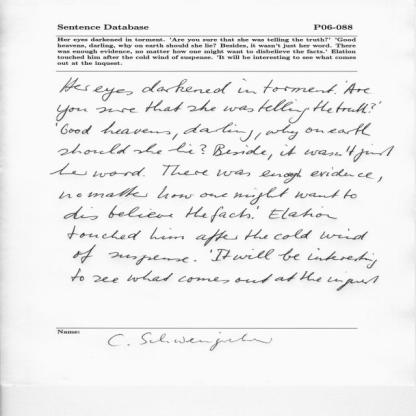 Sentence Database P06-088
Her eyes darkened in torment. 'Are you sure that she was telling the truth?' 'Good
heavens, darling, why on earth should she lie? Besides, it wasn't just her word. There
was enough evidence, no matter how one might want to disbelieve the facts.' Elation
touched him after the cold wind of suspense. 'It will be interesting to see what comes
out at the inquest.
Her eyes darkened in torment. 'Are
you sure that she was telling the truth?'
'Good heavens, darling, why on earth
should she lie? Beside, it wasn't just
her word. There was enough evidence,
no matter how one might want to
dis believe the facts.' Elation
touched him after the cold wind
of suspense. 'It will be interesting
to see what comes out at the inquest
Name:
C.